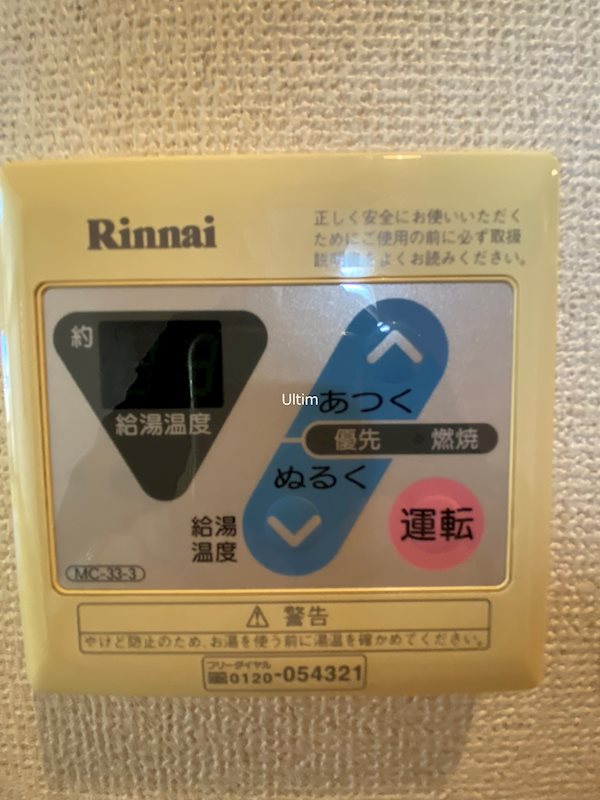 Rinnai
正しく安全にお使いいただく
ためにご使用の前に必ず取扱
説明書をよくお読みください。
約
給湯温度
Ultim
あつく
優先 燃焼
ぬるく
給湯
温度
運転
MC-33-3
⚠ 警告
やけど防止のため、お湯を使う前に湯温を確かめてください。
フリーダイヤル
0120-054321